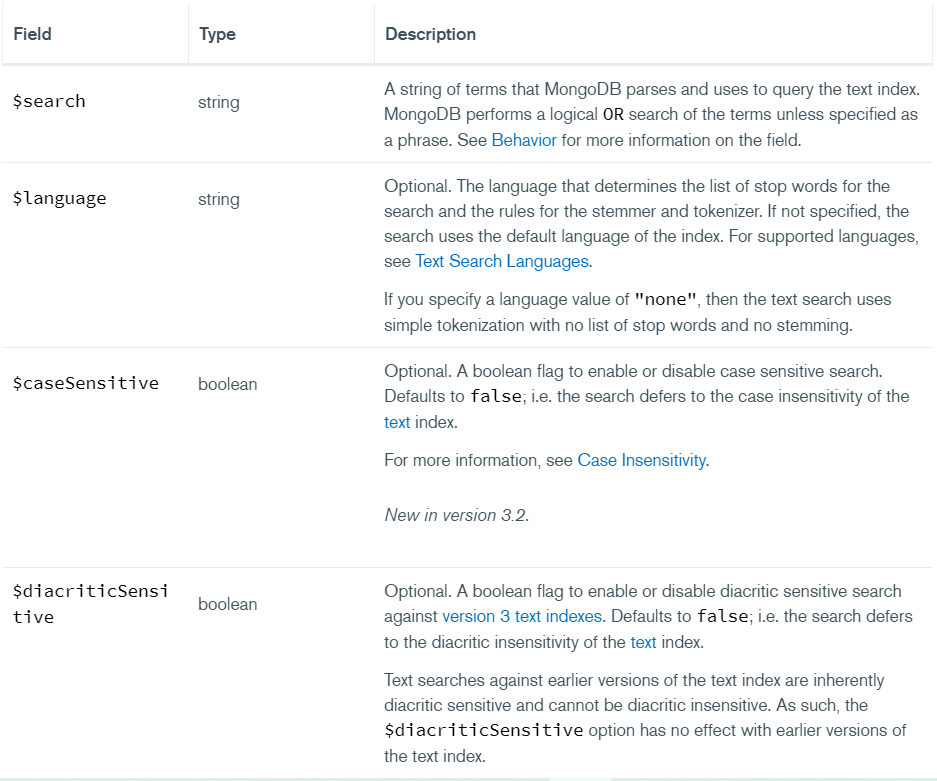 Field Type Description
$search string A string of terms that MongoDB parses and uses to query the text index.
MongoDB performs a logical OR search of the terms unless specified as
a phrase. See Behavior for more information on the field.
$language string Optional. The language that determines the list of stop words for the
search and the rules for the stemmer and tokenizer. If not specified, the
search uses the default language of the index. For supported languages,
see Text Search Languages.
If you specify a language value of "none", then the text search uses
simple tokenization with no list of stop words and no stemming.
$caseSensitive boolean Optional. A boolean flag to enable or disable case sensitive search.
Defaults to false; i.e. the search defers to the case insensitivity of the
text index.
For more information, see Case Insensitivity.
New in version 3.2.
$diacriticSensi
tive boolean Optional. A boolean flag to enable or disable diacritic sensitive search
against version 3 text indexes. Defaults to false; i.e. the search defers
to the diacritic insensitivity of the text index.
Text searches against earlier versions of the text index are inherently
diacritic sensitive and cannot be diacritic insensitive. As such, the
$diacriticSensitive option has no effect with earlier versions of
the text index.